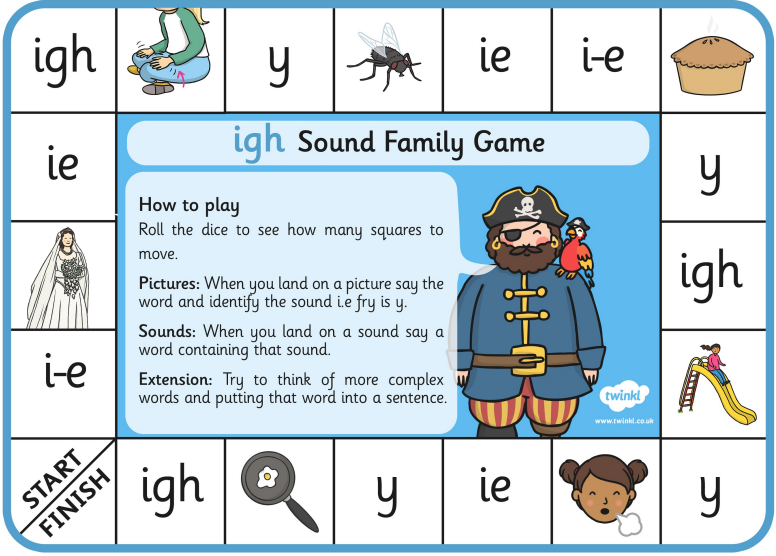 igh y ie i-e
igh Sound Family Game
ie
y
How to play
Roll the dice to see how many squares to
move.
Pictures: When you land on a picture say the
word and identify the sound i.e fry is y.
Sounds: When you land on a sound say a
word containing that sound.
Extension: Try to think of more complex
words and putting that word into a sentence.
igh
i-e
twinkl
www.twinkl.co.uk
START
FINISH
igh y ie y